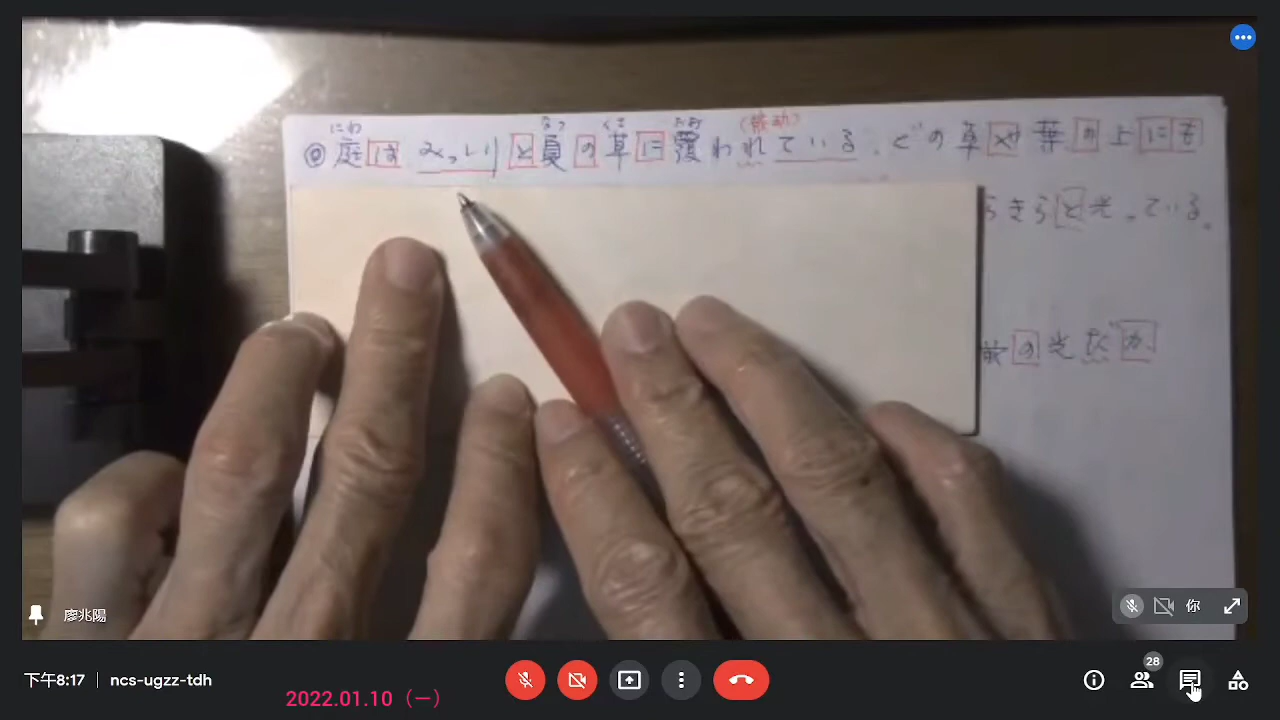 にわ なつ くさ おお (被动)
◎庭は みっしりと夏の草に覆われている。どの草や葉の上にも
らきらと光っている。
の光だか
廖兆陽
你
下午8:17 | ncs-ugzz-tdh
2022.01.10（一）
28